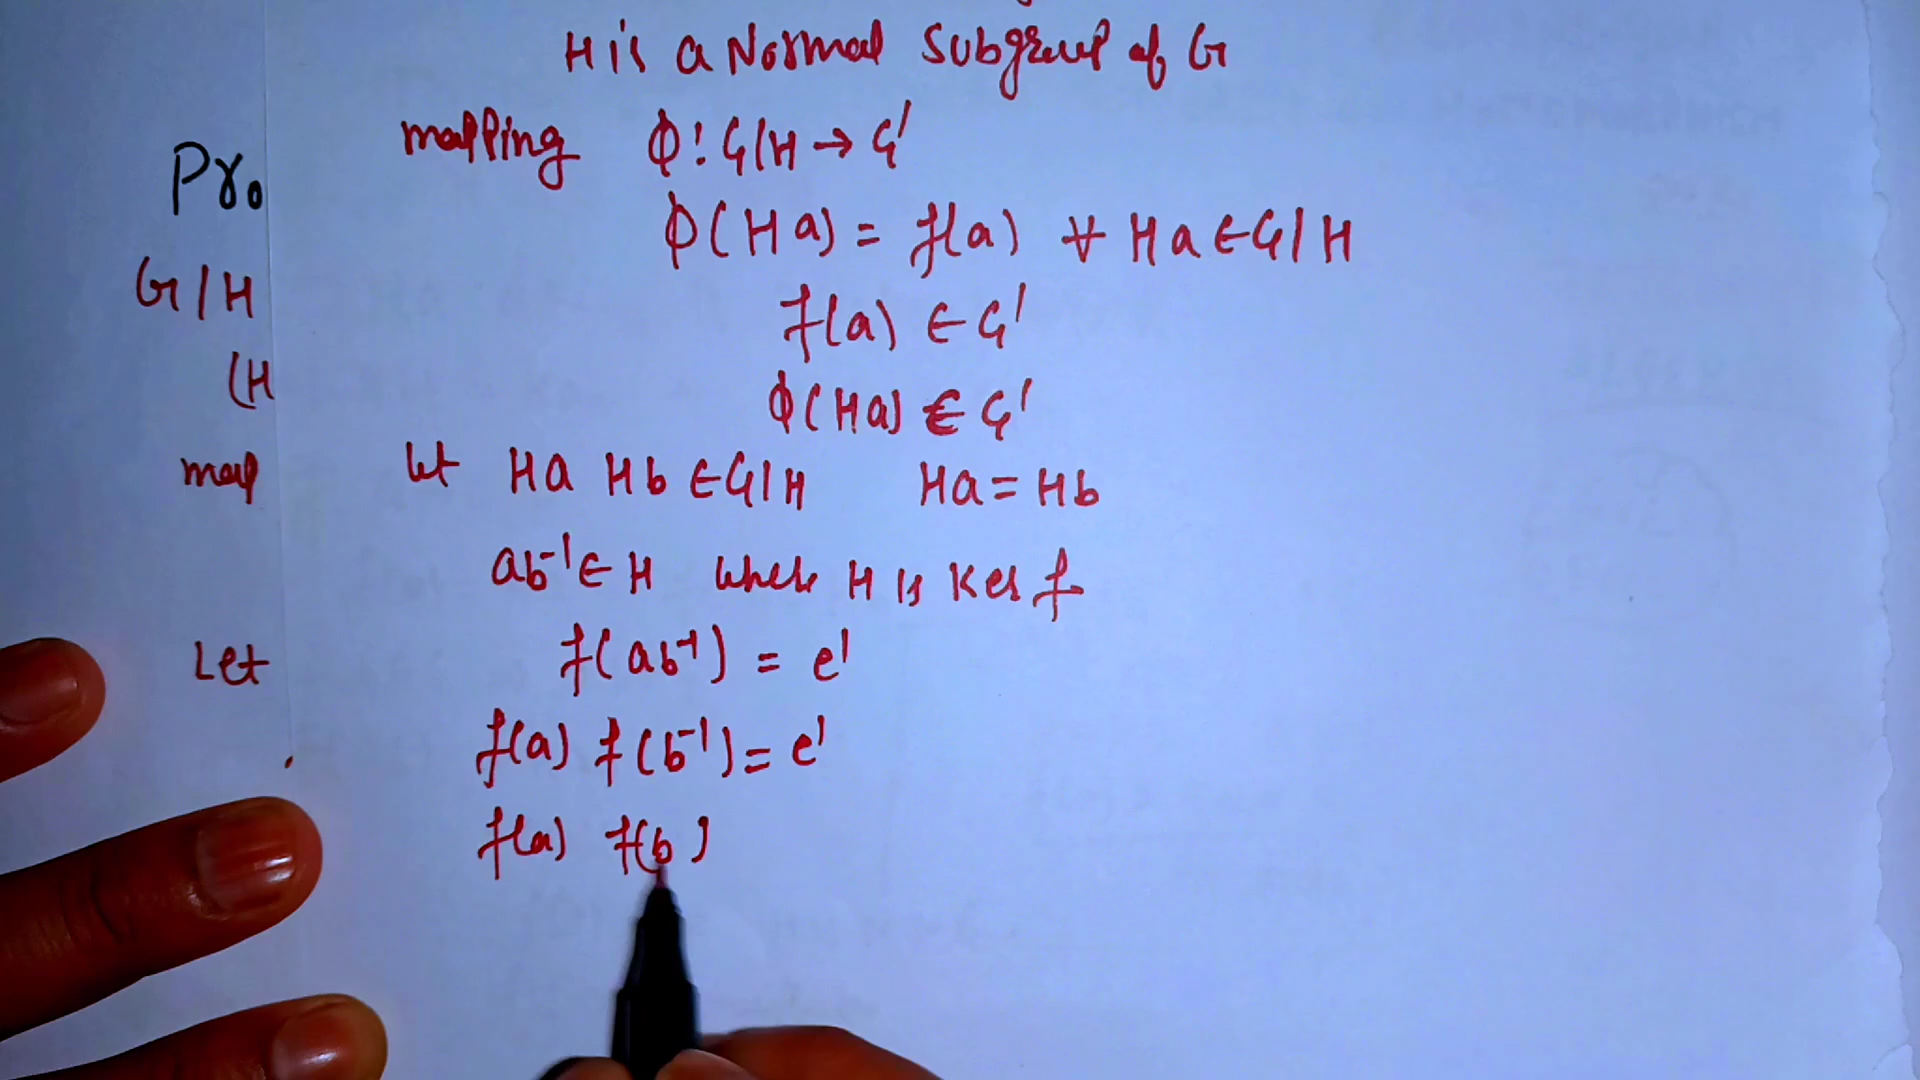 H is a Normal Subgroup of G
mapping ϕ: G/H → G'
ϕ(Ha) = f(a) ∀ Ha ∈ G/H
f(a) ∈ G'
ϕ(Ha) ∈ G'
let Ha Hb ∈ G/H Ha = Hb
ab⁻¹ ∈ H where H is Ker f
f(ab⁻¹) = e'
f(a) f(b⁻¹) = e'
f(a) f(b)
Pro
G/H
(H
map
Let